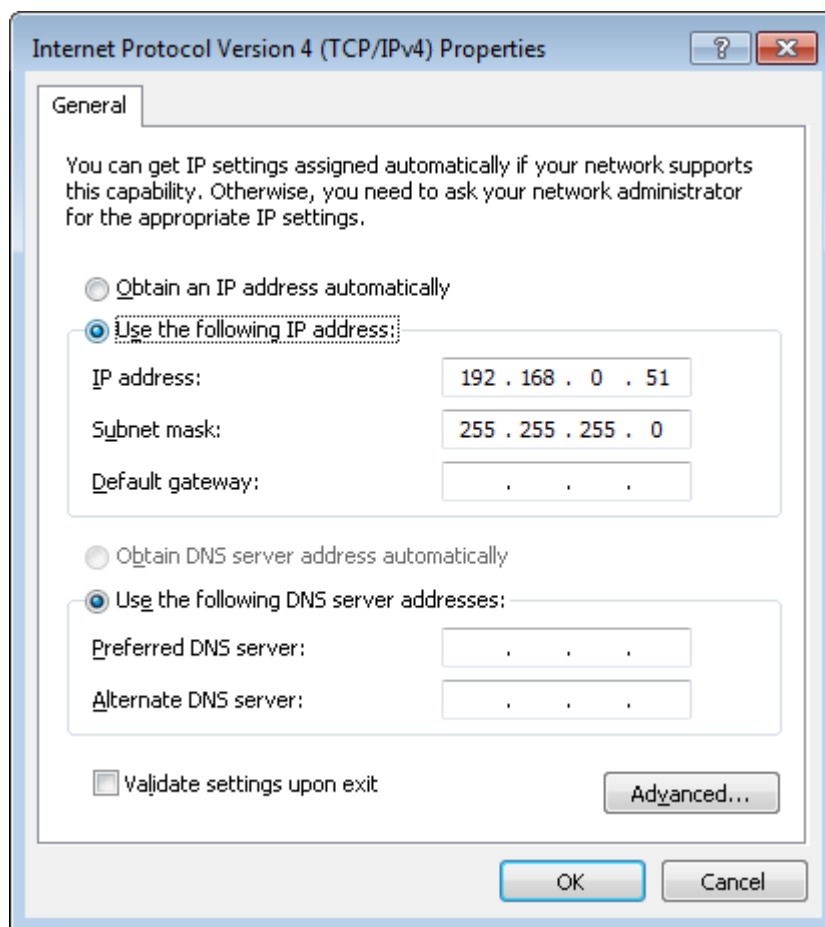 Internet Protocol Version 4 (TCP/IPv4) Properties
?
General
You can get IP settings assigned automatically if your network supports
this capability. Otherwise, you need to ask your network administrator
for the appropriate IP settings.
Obtain an IP address automatically
Use the following IP address:
IP address: 192 . 168 . 0 . 51
Subnet mask: 255 . 255 . 255 . 0
Default gateway: . . .
Obtain DNS server address automatically
Use the following DNS server addresses:
Preferred DNS server: . . .
Alternate DNS server: . . .
Validate settings upon exit
Advanced...
OK Cancel